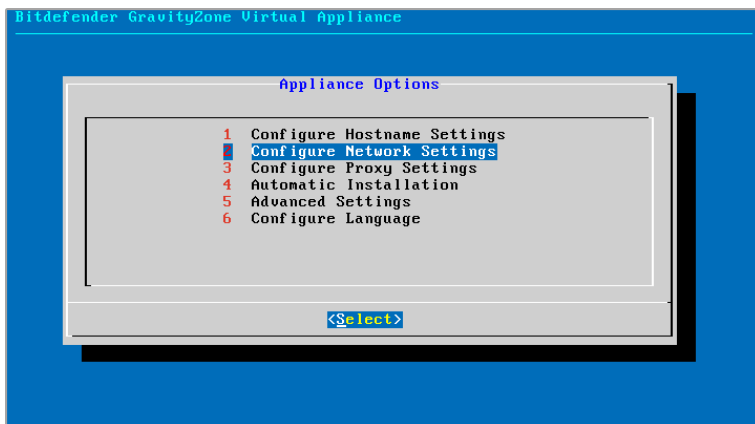 Bitdefender GravityZone Virtual Appliance
Appliance Options
1 Configure Hostname Settings
2 Configure Network Settings
3 Configure Proxy Settings
4 Automatic Installation
5 Advanced Settings
6 Configure Language
<Select>